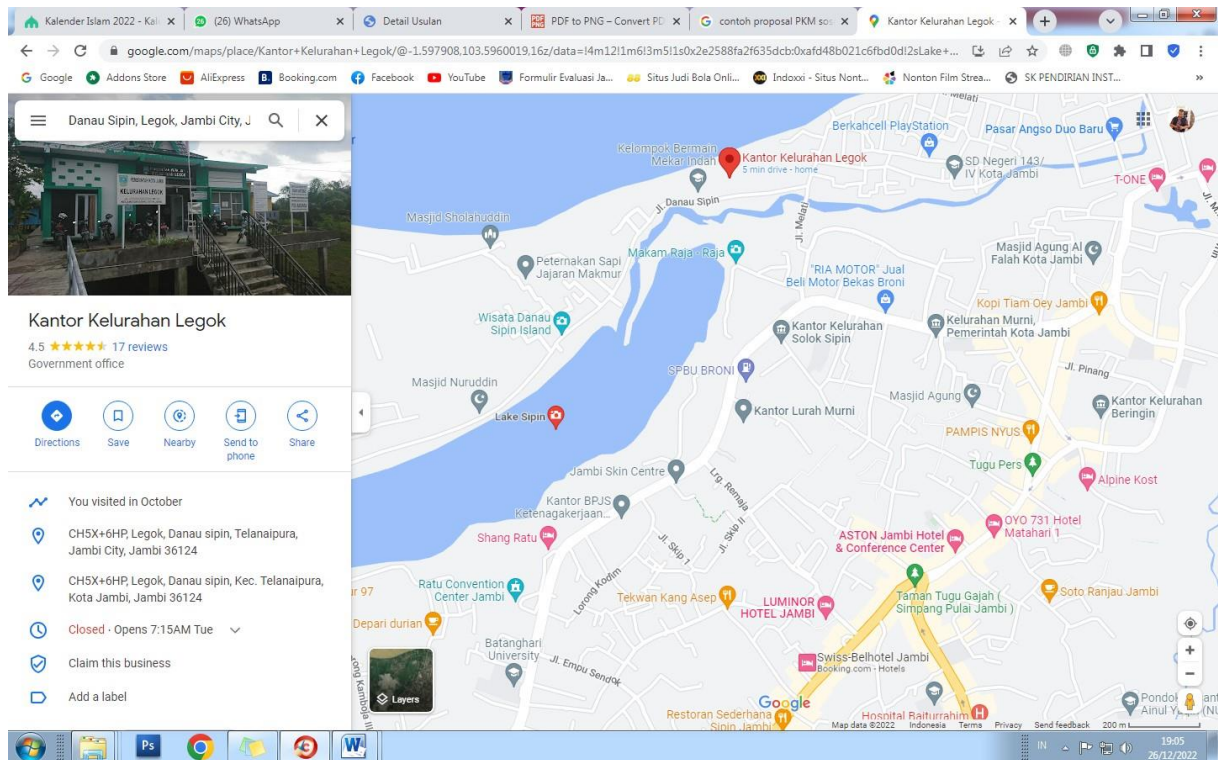 Kalender Islam 2022 - Kal
(26) WhatsApp
Detail Usulan
PDF to PNG – Convert PD
contoh proposal PKM sos
Kantor Kelurahan Legok -
google.com/maps/place/Kantor+Kelurahan+Legok/@-1.597908,103.5960019,16z/data=!4m12!1m6!3m5!1s0x2e2588fa2f635dcb:0xafd48b021c6fbd0d!2sLake+...
Google
Addons Store
AliExpress
Booking.com
Facebook
YouTube
Formulir Evaluasi Ja...
Situs Judi Bola Onli...
Indoxxi - Situs Nont...
Nonton Film Strea...
SK PENDIRIAN INST...
»
Danau Sipin, Legok, Jambi City, J
KELURAHAN LEGOK
Kantor Kelurahan Legok
4.5 17 reviews
Government office
Directions
Save
Nearby
Send to
phone
Share
You visited in October
CH5X+6HP, Legok, Danau sipin, Telanaipura,
Jambi City, Jambi 36124
CH5X+6HP, Legok, Danau sipin, Kec. Telanaipura,
Kota Jambi, Jambi 36124
Closed · Opens 7:15AM Tue
Claim this business
Add a label
Melati
Berkahcell PlayStation
Pasar Angso Duo Baru
Kelompok Bermain
Mekar Indah
Kantor Kelurahan Legok
5 min drive - home
SD Negeri 143/
IV Kota Jambi
T-ONE
Jl. Danau Sipin
Jl. Melati
Masjid Sholahuddin
Peternakan Sapi
Jajaran Makmur
Makam Raja - Raja
Masjid Agung Al
Falah Kota Jambi
"RIA MOTOR" Jual
Beli Motor Bekas Broni
Kopi Tiam Oey Jambi
Wisata Danau
Sipin Island
Kantor Kelurahan
Solok Sipin
Kelurahan Murni,
Pemerintah Kota Jambi
SPBU BRONI
Jl. Pinang
Masjid Nuruddin
Masjid Agung
Kantor Kelurahan
Beringin
Lake Sipin
Kantor Lurah Murni
PAMPIS NYUS
Tugu Pers
Jambi Skin Centre
Lrg. Remaja
Alpine Kost
Kantor BPJS
Ketenagakerjaan...
Jl. Skip 1
Jl. Skip II
Shang Ratu
ASTON Jambi Hotel
& Conference Center
OYO 731 Hotel
Matahari 1
Ratu Convention
Center Jambi
Lorong Kodim
Tekwan Kang Asep
LUMINOR
HOTEL JAMBI
Taman Tugu Gajah (
Simpang Pulai Jambi )
Soto Ranjau Jambi
ur 97
Depari durian
Batanghari
University
Jl. Empu Sendok
Swiss-Belhotel Jambi
Booking.com - Hotels
Layers
Google
Restoran Sederhana
Sipin Jambi
Hospital Baiturrahim
Map data ©2022
Indonesia
Terms
Privacy
Send feedback
200 m
Ps
W
IN
19:05
26/12/2022